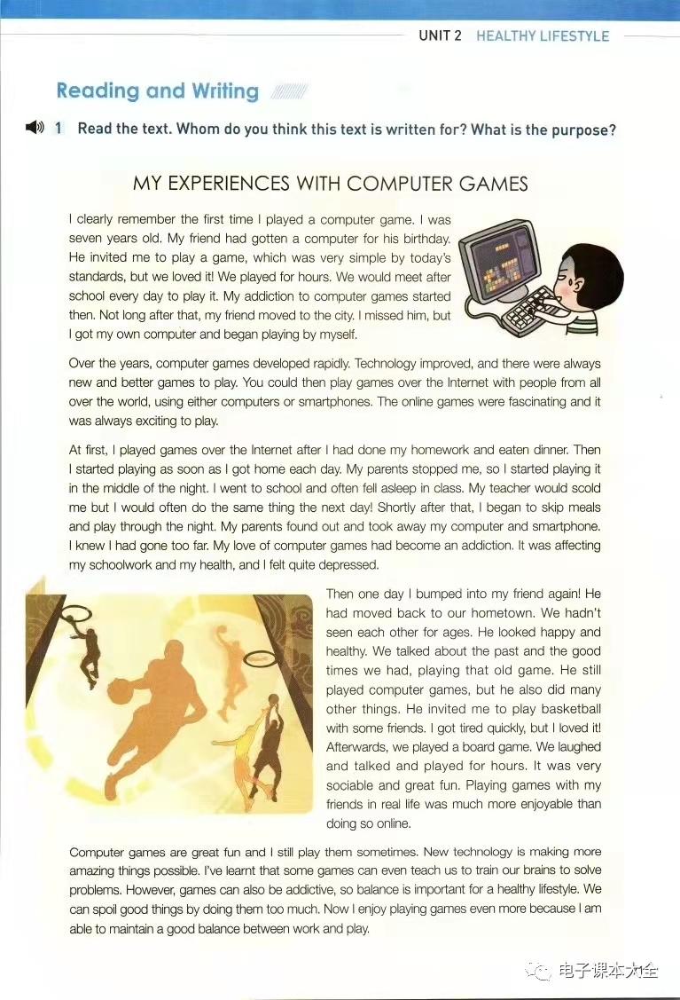 UNIT 2 HEALTHY LIFESTYLE
Reading and Writing
1 Read the text. Whom do you think this text is written for? What is the purpose?
MY EXPERIENCES WITH COMPUTER GAMES
I clearly remember the first time I played a computer game. I was
seven years old. My friend had gotten a computer for his birthday.
He invited me to play a game, which was very simple by today's
standards, but we loved it! We played for hours. We would meet after
school every day to play it. My addiction to computer games started
then. Not long after that, my friend moved to the city. I missed him, but
I got my own computer and began playing by myself.
Over the years, computer games developed rapidly. Technology improved, and there were always
new and better games to play. You could then play games over the Internet with people from all
over the world, using either computers or smartphones. The online games were fascinating and it
was always exciting to play.
At first, I played games over the Internet after I had done my homework and eaten dinner. Then
I started playing as soon as I got home each day. My parents stopped me, so I started playing it
in the middle of the night. I went to school and often fell asleep in class. My teacher would scold
me but I would often do the same thing the next day! Shortly after that, I began to skip meals
and play through the night. My parents found out and took away my computer and smartphone.
I knew I had gone too far. My love of computer games had become an addiction. It was affecting
my schoolwork and my health, and I felt quite depressed.
Then one day I bumped into my friend again! He
had moved back to our hometown. We hadn't
seen each other for ages. He looked happy and
healthy. We talked about the past and the good
times we had, playing that old game. He still
played computer games, but he also did many
other things. He invited me to play basketball
with some friends. I got tired quickly, but I loved it!
Afterwards, we played a board game. We laughed
and talked and played for hours. It was very
sociable and great fun. Playing games with my
friends in real life was much more enjoyable than
doing so online.
Computer games are great fun and I still play them sometimes. New technology is making more
amazing things possible. I've learnt that some games can even teach us to train our brains to solve
problems. However, games can also be addictive, so balance is important for a healthy lifestyle. We
can spoil good things by doing them too much. Now I enjoy playing games even more because I am
able to maintain a good balance between work and play.
电子课本大全